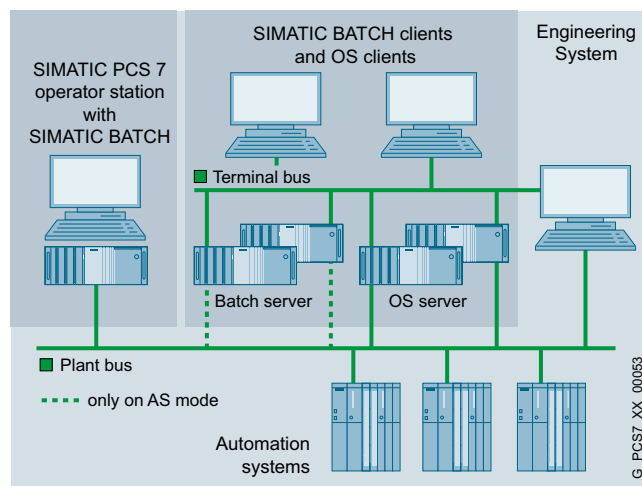 SIMATIC PCS 7
operator station
with
SIMATIC BATCH
SIMATIC BATCH clients
and OS clients
Engineering
System
Terminal bus
Batch server
OS server
Plant bus
only on AS mode
Automation
systems
G_PCS7_XX_00053